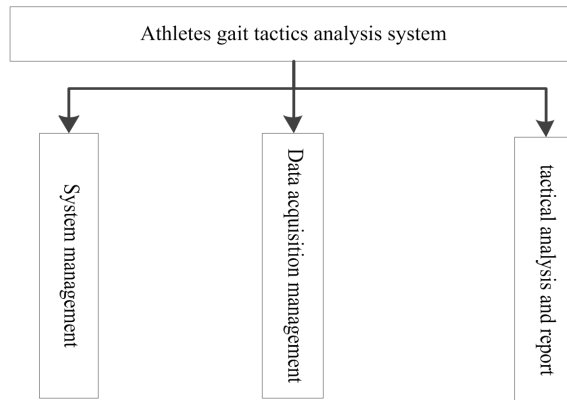 Athletes gait tactics analysis system
System management
Data acquisition management
tactical analysis and report